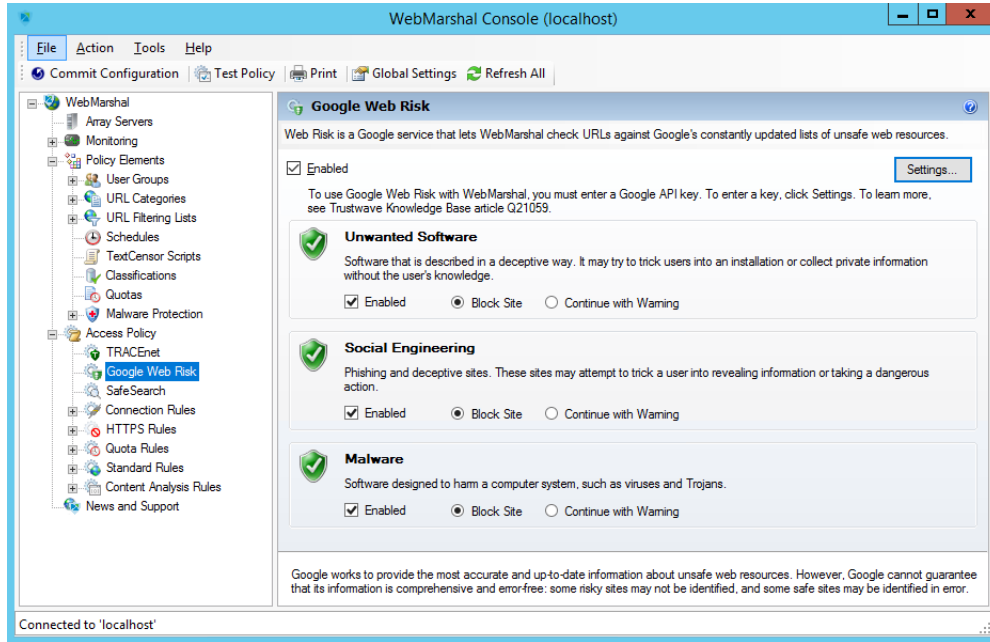 WebMarshal Console (localhost)
File Action Tools Help
Commit Configuration Test Policy Print Global Settings Refresh All
WebMarshal
Array Servers
Monitoring
Policy Elements
User Groups
URL Categories
URL Filtering Lists
Schedules
TextCensor Scripts
Classifications
Quotas
Malware Protection
Access Policy
TRACEnet
Google Web Risk
SafeSearch
Connection Rules
HTTPS Rules
Quota Rules
Standard Rules
Content Analysis Rules
News and Support
Google Web Risk
Web Risk is a Google service that lets WebMarshal check URLs against Google's constantly updated lists of unsafe web resources.
Enabled
Settings...
To use Google Web Risk with WebMarshal, you must enter a Google API key. To enter a key, click Settings. To learn more,
see Trustwave Knowledge Base article Q21059.
Unwanted Software
Software that is described in a deceptive way. It may try to trick users into an installation or collect private information
without the user's knowledge.
Enabled Block Site Continue with Warning
Social Engineering
Phishing and deceptive sites. These sites may attempt to trick a user into revealing information or taking a dangerous
action.
Enabled Block Site Continue with Warning
Malware
Software designed to harm a computer system, such as viruses and Trojans.
Enabled Block Site Continue with Warning
Google works to provide the most accurate and up-to-date information about unsafe web resources. However, Google cannot guarantee
that its information is comprehensive and error-free: some risky sites may not be identified, and some safe sites may be identified in error.
Connected to 'localhost'